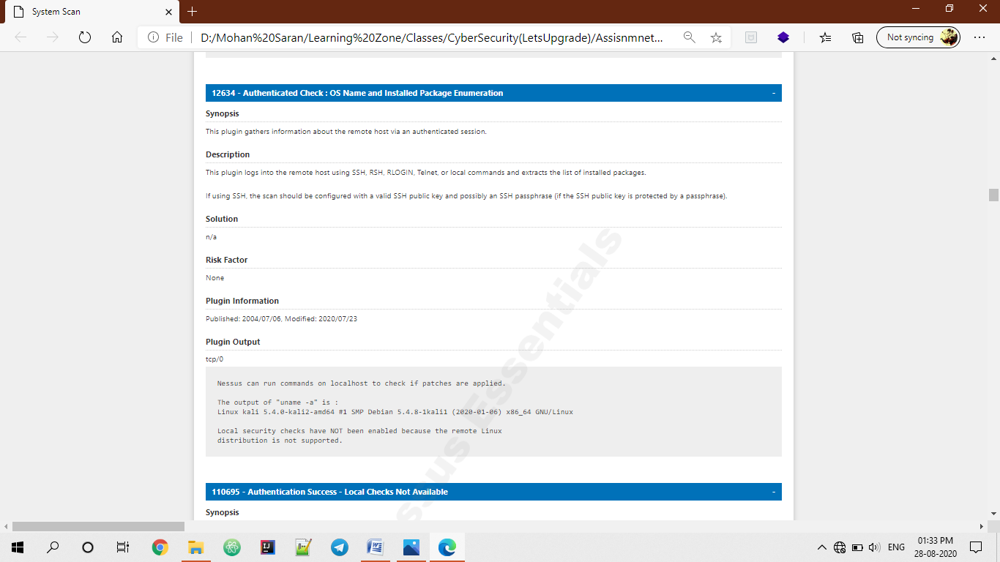 System Scan
File
D:/Mohan%20Saran/Learning%20Zone/Classes/CyberSecurity(LetsUpgrade)/Assisnmnet...
Not syncing
12634 - Authenticated Check : OS Name and Installed Package Enumeration
-
Synopsis
This plugin gathers information about the remote host via an authenticated session.
Description
This plugin logs into the remote host using SSH, RSH, RLOGIN, Telnet, or local commands and extracts the list of installed packages.
If using SSH, the scan should be configured with a valid SSH public key and possibly an SSH passphrase (if the SSH public key is protected by a passphrase).
Solution
n/a
Risk Factor
None
Plugin Information
Published: 2004/07/06, Modified: 2020/07/23
Plugin Output
tcp/0
Nessus can run commands on localhost to check if patches are applied.
The output of "uname -a" is :
Linux kali 5.4.0-kali2-amd64 #1 SMP Debian 5.4.8-1kali1 (2020-01-06) x86_64 GNU/Linux
Local security checks have NOT been enabled because the remote Linux
distribution is not supported.
ssus Essentials
110695 - Authentication Success - Local Checks Not Available
-
Synopsis
ENG
01:33 PM
28-08-2020